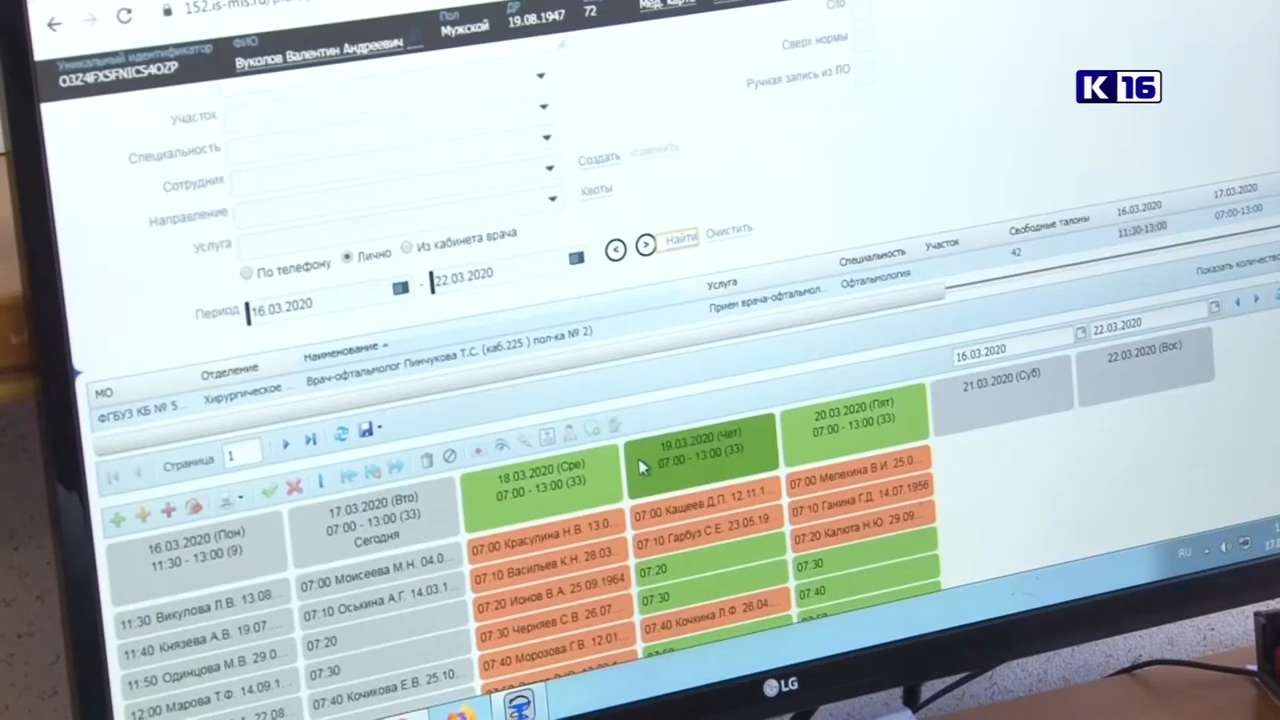 152.is-mis.ru/
Уникальный идентификатор
O3Z4FXSFNICS4OZP
ФИО
Вуколов Валентин Андреевич
Пол
Мужской
ДР
19.08.1947
72
Мед. карта
Cito
Сверх нормы
Ручная запись из ЛО
K 16
Участок
Специальность
Сотрудник
Направление
Услуга
Создать Изменить
Квоты
По телефону Лично Из кабинета врача
Период 16.03.2020 - 22.03.2020
< > Найти Очистить
МО Отделение Наименование Услуга Специальность Участок Свободные талоны 16.03.2020 17.03.2020
ФГБУЗ КБ № 5... Хирургическое ... Врач-офтальмолог Пинчукова Т.С. (каб.225 ) пол-ка № 2) Прием врача-офтальмол... Офтальмология 42 11:30-13:00 07:00-13:00
Страница 1
Показать количество
16.03.2020 22.03.2020
16.03.2020 (Пон)
11:30 - 13:00 (9)
11:30 Викулова Л.В. 13.08...
11:40 Князева А.В. 19.07...
11:50 Одинцова М.В. 29.0...
12:00 Марова Т.Ф. 14.09.1...
22.08...
17.03.2020 (Вто)
07:00 - 13:00 (33)
Сегодня
07:00 Моисеева М.Н. 04.0...
07:10 Оськина А.Г. 14.03.1...
07:20
07:30
07:40 Кочикова Е.В. 25.10...
18.03.2020 (Сре)
07:00 - 13:00 (33)
07:00 Красулина Н.В. 13.0...
07:10 Васильев К.Н. 28.03...
07:20 Ионов В.А. 25.09.1964
07:30 Черняев С.В. 26.07...
07:40 Морозова Г.В. 12.01...
19.03.2020 (Чет)
07:00 - 13:00 (33)
07:00 Кащеев Д.П. 12.11.1...
07:10 Гарбуз С.Е. 23.05.19...
07:20
07:30
07:40 Кочкина Л.Ф. 26.04...
20.03.2020 (Пят)
07:00 - 13:00 (33)
07:00 Мелехина В.И. 25.0...
07:10 Ганина Г.Д. 14.07.1956
07:20 Калюта Н.Ю. 29.09...
07:30
07:40
21.03.2020 (Суб)
22.03.2020 (Вос)
RU
LG